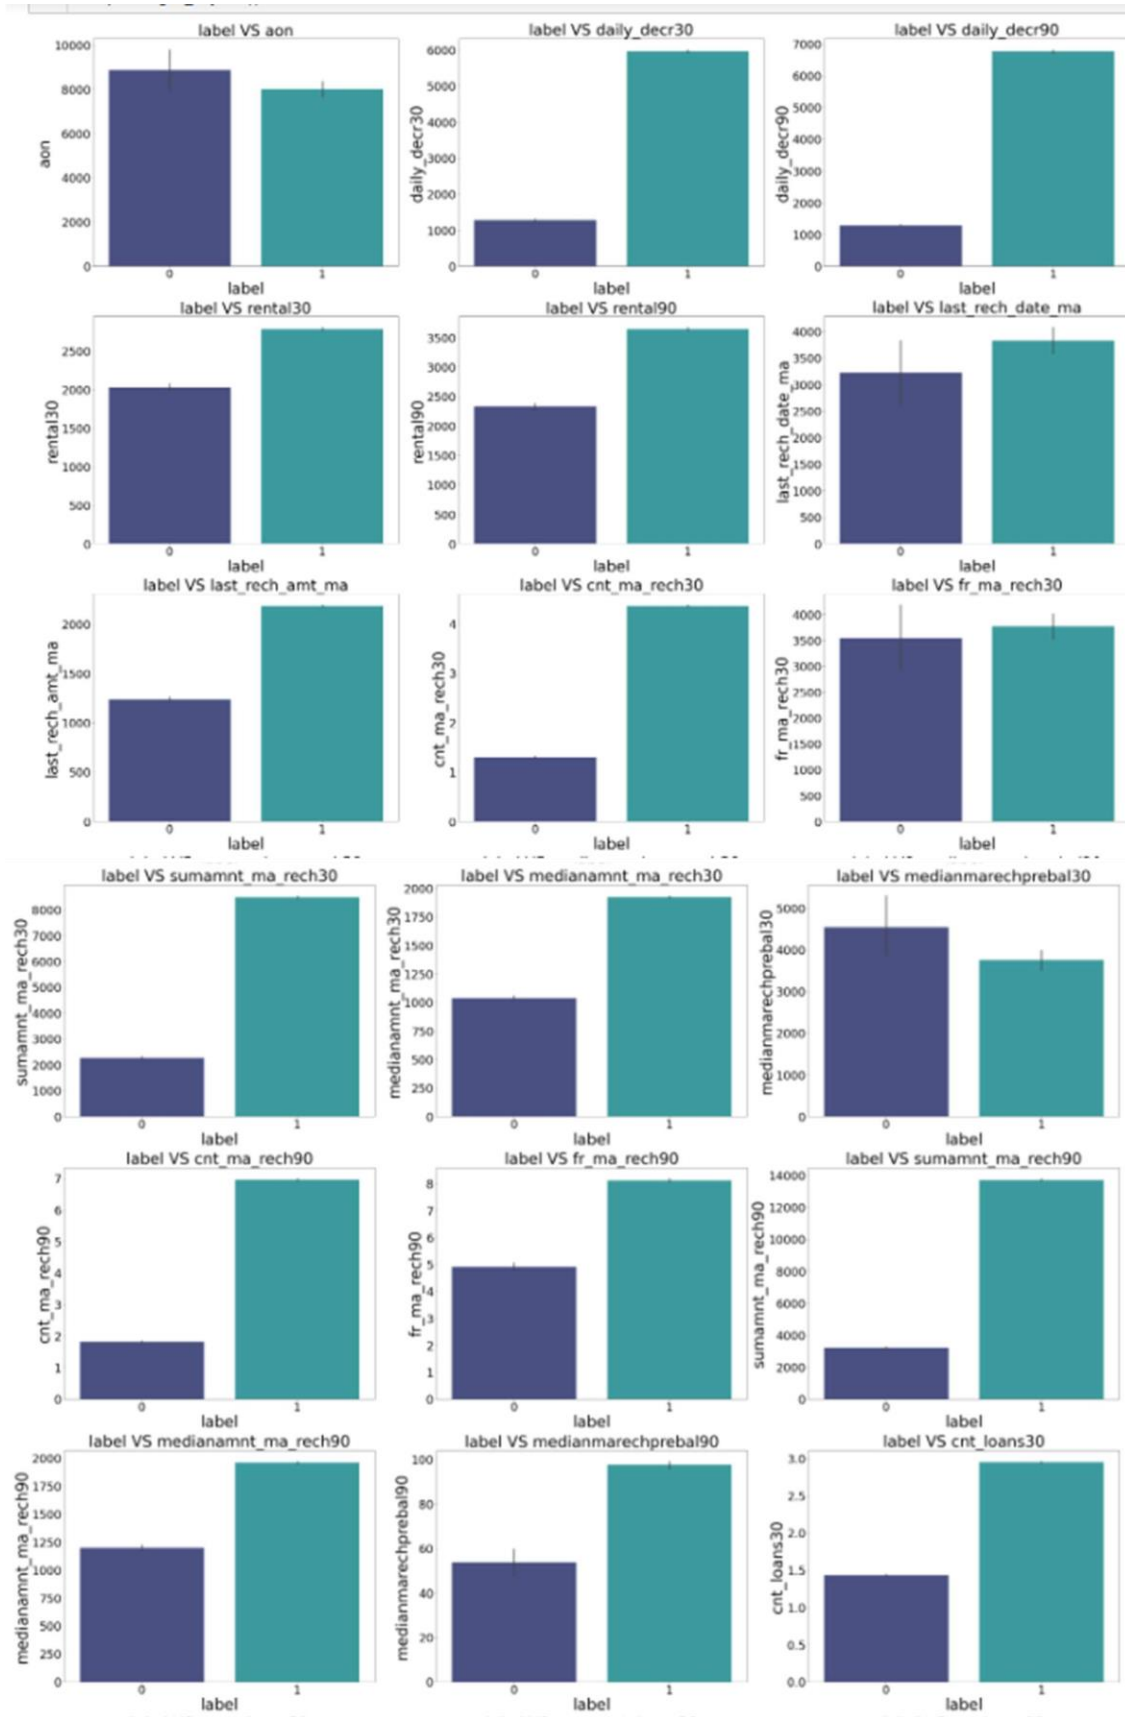 label VS aon
label VS daily_decr30
label VS daily_decr90
10000
8000
6000
4000
2000
0
aon
0 1
label
6000
5000
4000
3000
2000
1000
0
daily_decr30
0 1
label
7000
6000
5000
4000
3000
2000
1000
0
daily_decr90
0 1
label
label VS rental30
label VS rental90
label VS last_rech_date_ma
2500
2000
1500
1000
500
0
rental30
0 1
label
3500
3000
2500
2000
1500
1000
500
0
rental90
0 1
label
4000
3500
3000
2500
2000
1500
1000
500
0
last_rech_date_ma
0 1
label
label VS last_rech_amt_ma
label VS cnt_ma_rech30
label VS fr_ma_rech30
2000
1500
1000
500
0
last_rech_amt_ma
0 1
label
4
3
2
1
0
cnt_ma_rech30
0 1
label
4000
3500
3000
2500
2000
1500
1000
500
0
fr_ma_rech30
0 1
label
label VS sumamnt_ma_rech30
label VS medianamnt_ma_rech30
label VS medianmarechprebal30
8000
7000
6000
5000
4000
3000
2000
1000
0
sumamnt_ma_rech30
0 1
label
2000
1750
1500
1250
1000
750
500
250
0
medianamnt_ma_rech30
0 1
label
5000
4000
3000
2000
1000
0
medianmarechprebal30
0 1
label
label VS cnt_ma_rech90
label VS fr_ma_rech90
label VS sumamnt_ma_rech90
7
6
5
4
3
2
1
0
cnt_ma_rech90
0 1
label
8
7
6
5
4
3
2
1
0
fr_ma_rech90
0 1
label
14000
12000
10000
8000
6000
4000
2000
0
sumamnt_ma_rech90
0 1
label
label VS medianamnt_ma_rech90
label VS medianmarechprebal90
label VS cnt_loans30
2000
1750
1500
1250
1000
750
500
250
0
medianamnt_ma_rech90
0 1
label
100
80
60
40
20
0
medianmarechprebal90
0 1
label
3.0
2.5
2.0
1.5
1.0
0.5
0.0
cnt_loans30
0 1
label